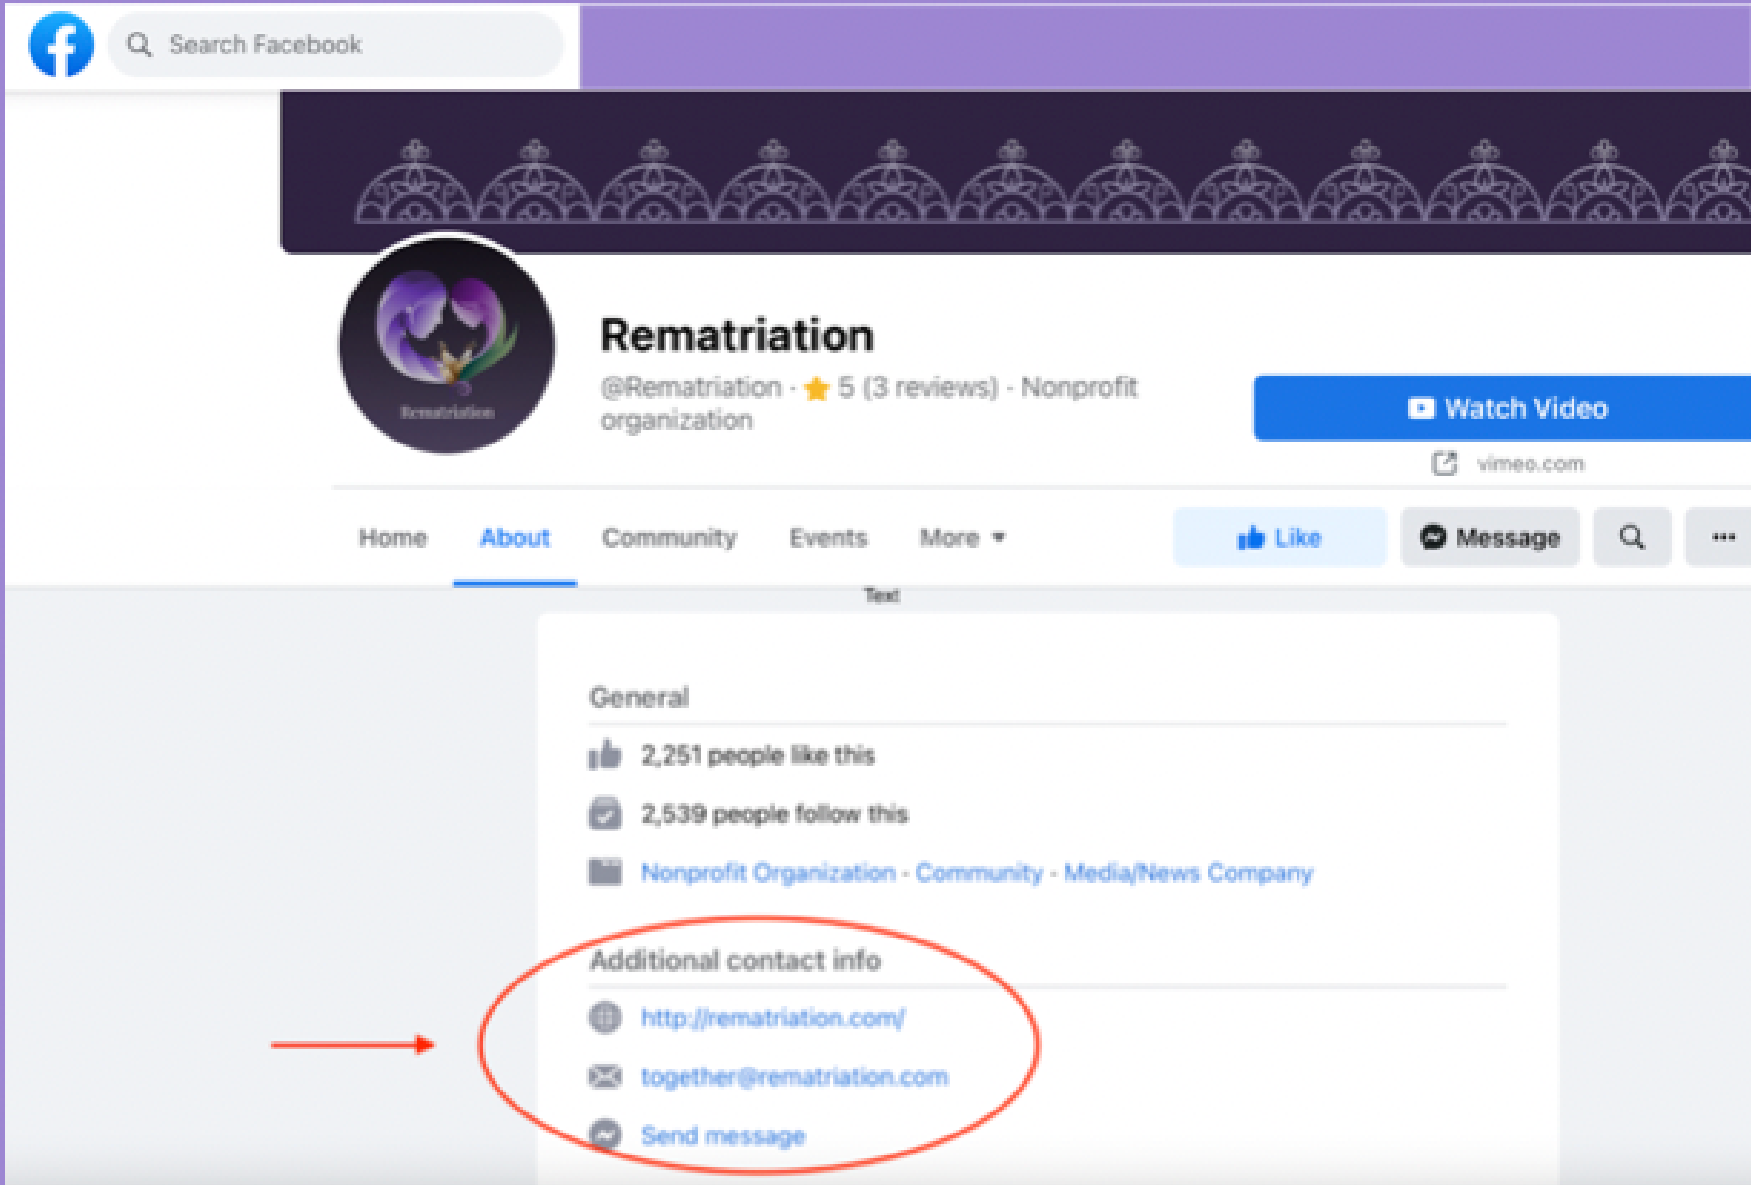 Search Facebook
Rematriation
Rematriation
@Rematriation · 5 (3 reviews) · Nonprofit
organization
Watch Video
vimeo.com
Home About Community Events More
Like Message
Text
General
2,251 people like this
2,539 people follow this
Nonprofit Organization · Community · Media/News Company
Additional contact info
http://rematriation.com/
together@rematriation.com
Send message